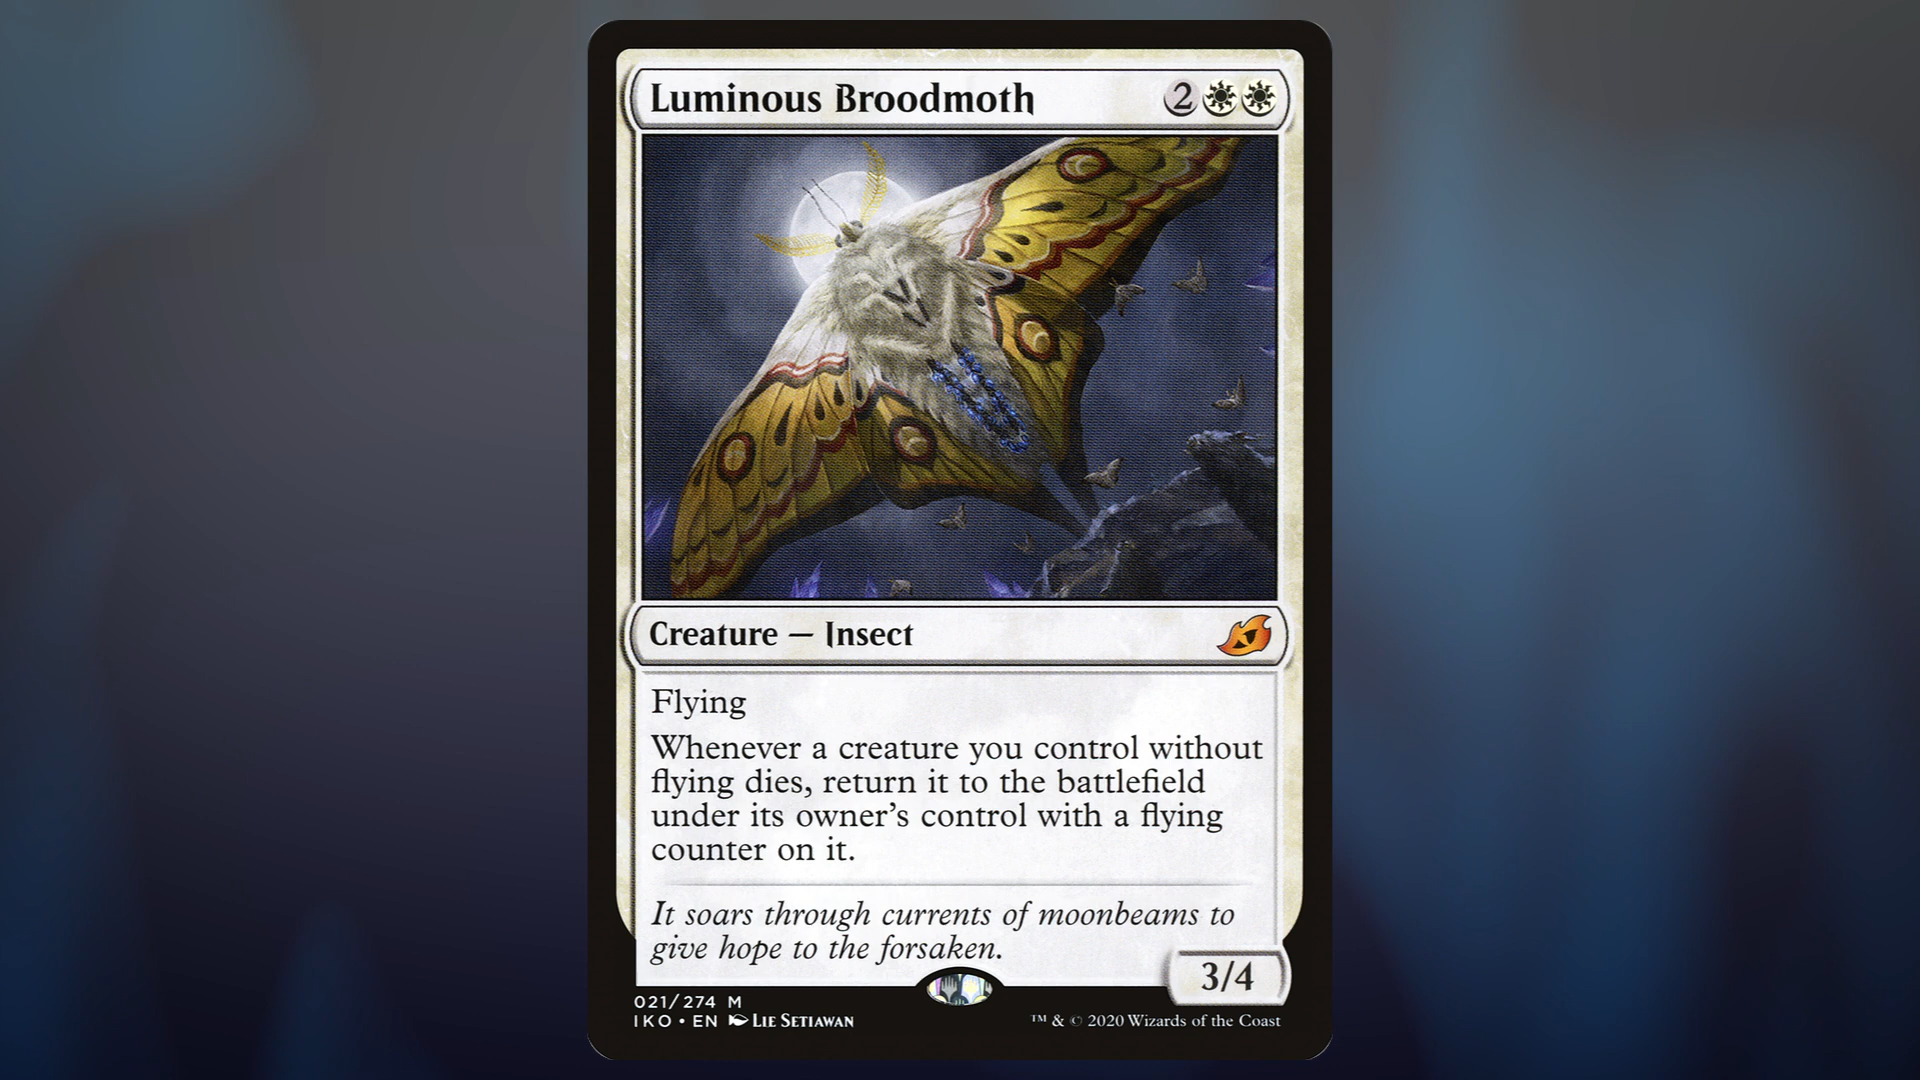 Luminous Broodmoth 2
Creature — Insect
Flying
Whenever a creature you control without
flying dies, return it to the battlefield
under its owner's control with a flying
counter on it.
It soars through currents of moonbeams to
give hope to the forsaken.
3/4
021/274 M
IKO • EN Lie Setiawan
™ & © 2020 Wizards of the Coast